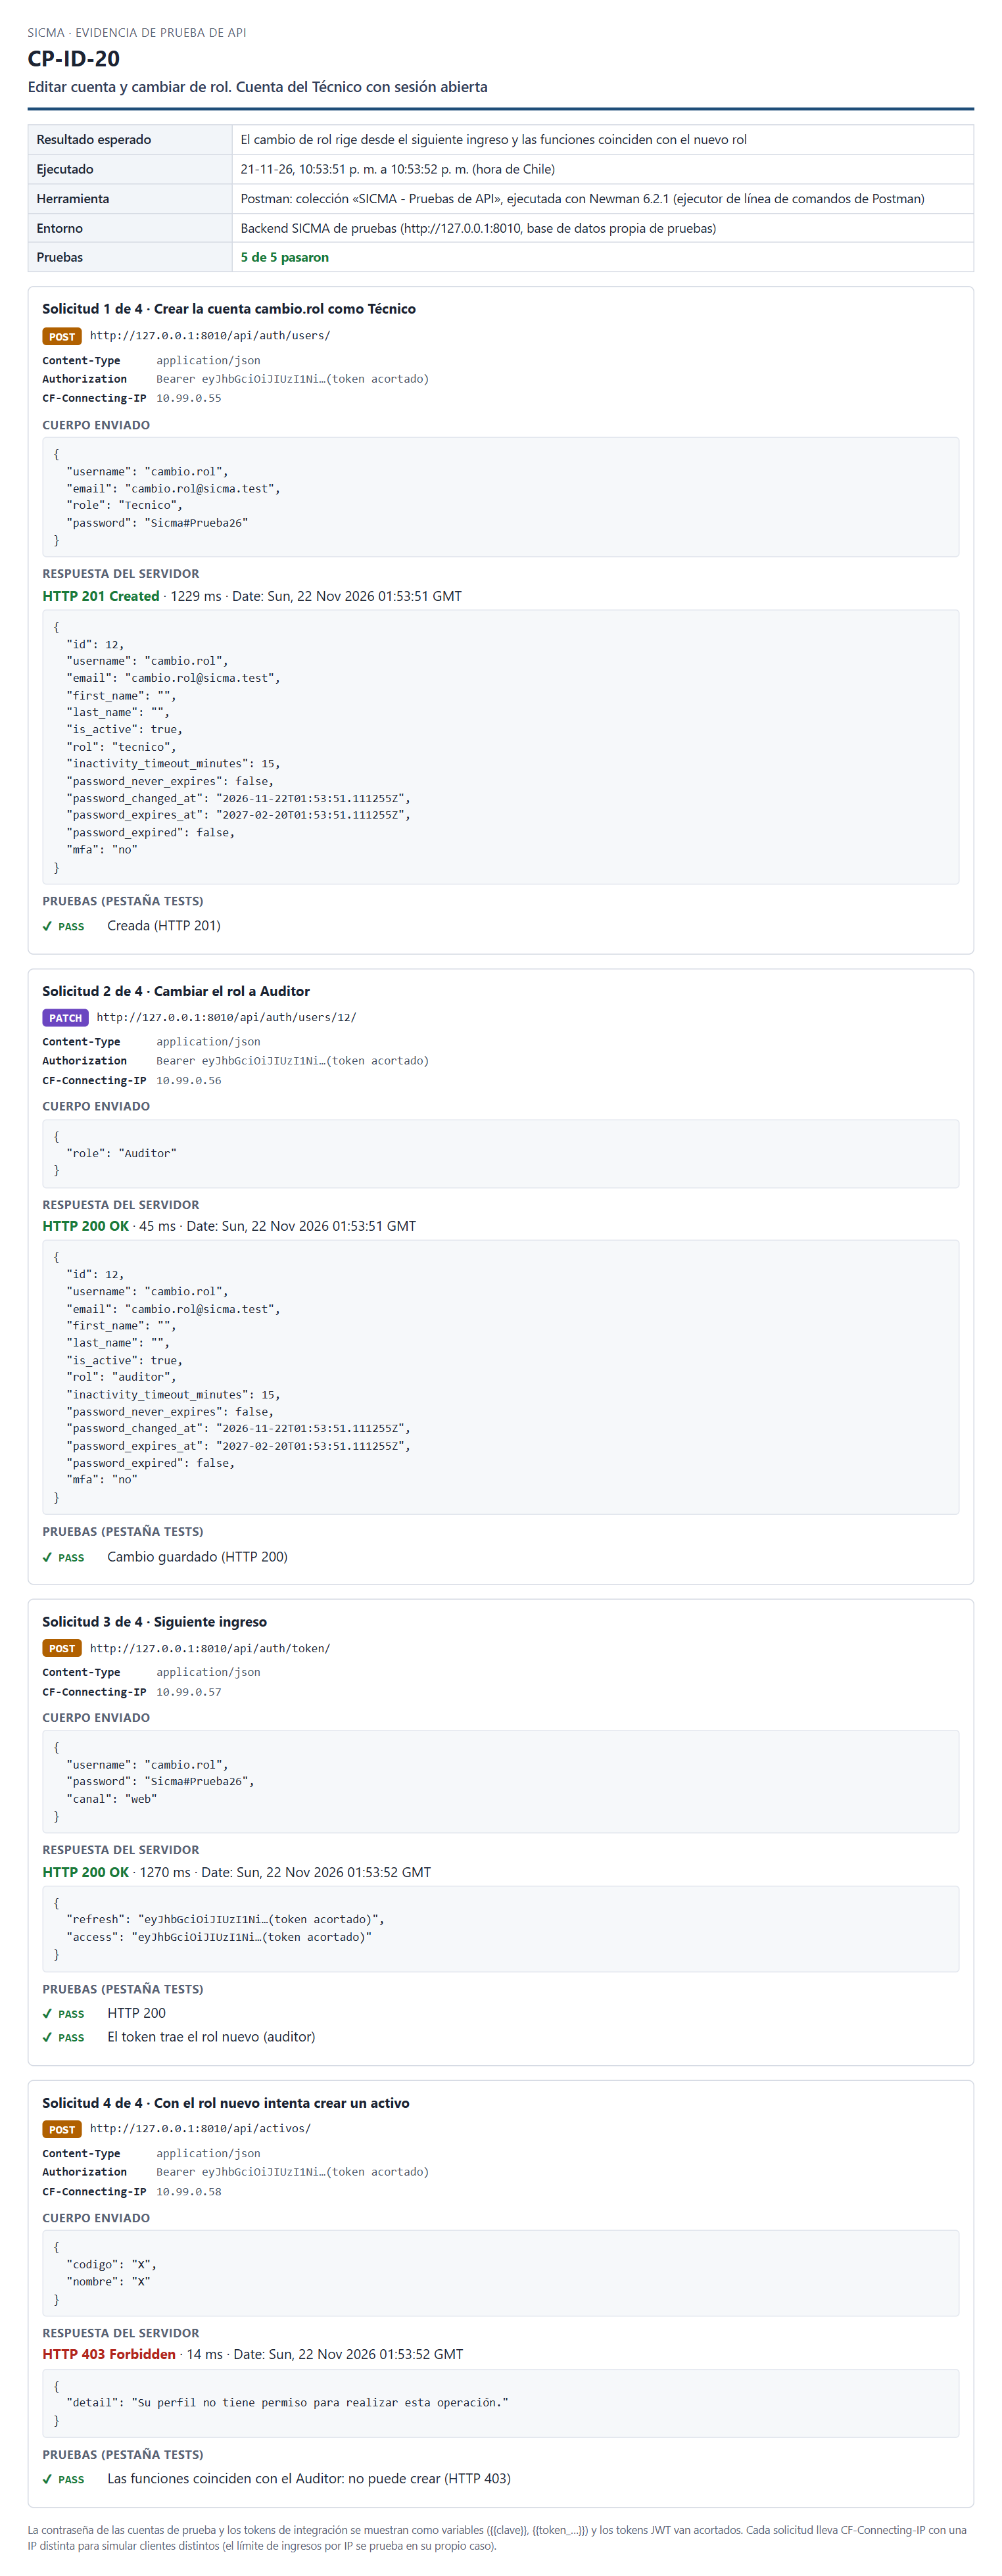 SICMA · EVIDENCIA DE PRUEBA DE API
CP-ID-20
Editar cuenta y cambiar de rol. Cuenta del Técnico con sesión abierta
Resultado esperado El cambio de rol rige desde el siguiente ingreso y las funciones coinciden con el nuevo rol
Ejecutado 21-11-26, 10:53:51 p. m. a 10:53:52 p. m. (hora de Chile)
Herramienta Postman: colección «SICMA - Pruebas de API», ejecutada con Newman 6.2.1 (ejecutor de línea de comandos de Postman)
Entorno Backend SICMA de pruebas (http://127.0.0.1:8010, base de datos propia de pruebas)
Pruebas 5 de 5 pasaron
Solicitud 1 de 4 · Crear la cuenta cambio.rol como Técnico
POST http://127.0.0.1:8010/api/auth/users/
Content-Type application/json
Authorization Bearer eyJhbGciOiJIUzI1Ni…(token acortado)
CF-Connecting-IP 10.99.0.55
CUERPO ENVIADO
{
"username": "cambio.rol",
"email": "cambio.rol@sicma.test",
"role": "Tecnico",
"password": "Sicma#Prueba26"
}
RESPUESTA DEL SERVIDOR
HTTP 201 Created · 1229 ms · Date: Sun, 22 Nov 2026 01:53:51 GMT
{
"id": 12,
"username": "cambio.rol",
"email": "cambio.rol@sicma.test",
"first_name": "",
"last_name": "",
"is_active": true,
"rol": "tecnico",
"inactivity_timeout_minutes": 15,
"password_never_expires": false,
"password_changed_at": "2026-11-22T01:53:51.111255Z",
"password_expires_at": "2027-02-20T01:53:51.111255Z",
"password_expired": false,
"mfa": "no"
}
PRUEBAS (PESTAÑA TESTS)
✔ PASS Creada (HTTP 201)
Solicitud 2 de 4 · Cambiar el rol a Auditor
PATCH http://127.0.0.1:8010/api/auth/users/12/
Content-Type application/json
Authorization Bearer eyJhbGciOiJIUzI1Ni…(token acortado)
CF-Connecting-IP 10.99.0.56
CUERPO ENVIADO
{
"role": "Auditor"
}
RESPUESTA DEL SERVIDOR
HTTP 200 OK · 45 ms · Date: Sun, 22 Nov 2026 01:53:51 GMT
{
"id": 12,
"username": "cambio.rol",
"email": "cambio.rol@sicma.test",
"first_name": "",
"last_name": "",
"is_active": true,
"rol": "auditor",
"inactivity_timeout_minutes": 15,
"password_never_expires": false,
"password_changed_at": "2026-11-22T01:53:51.111255Z",
"password_expires_at": "2027-02-20T01:53:51.111255Z",
"password_expired": false,
"mfa": "no"
}
PRUEBAS (PESTAÑA TESTS)
✔ PASS Cambio guardado (HTTP 200)
Solicitud 3 de 4 · Siguiente ingreso
POST http://127.0.0.1:8010/api/auth/token/
Content-Type application/json
CF-Connecting-IP 10.99.0.57
CUERPO ENVIADO
{
"username": "cambio.rol",
"password": "Sicma#Prueba26",
"canal": "web"
}
RESPUESTA DEL SERVIDOR
HTTP 200 OK · 1270 ms · Date: Sun, 22 Nov 2026 01:53:52 GMT
{
"refresh": "eyJhbGciOiJIUzI1Ni…(token acortado)",
"access": "eyJhbGciOiJIUzI1Ni…(token acortado)"
}
PRUEBAS (PESTAÑA TESTS)
✔ PASS HTTP 200
✔ PASS El token trae el rol nuevo (auditor)
Solicitud 4 de 4 · Con el rol nuevo intenta crear un activo
POST http://127.0.0.1:8010/api/activos/
Content-Type application/json
Authorization Bearer eyJhbGciOiJIUzI1Ni…(token acortado)
CF-Connecting-IP 10.99.0.58
CUERPO ENVIADO
{
"codigo": "X",
"nombre": "X"
}
RESPUESTA DEL SERVIDOR
HTTP 403 Forbidden · 14 ms · Date: Sun, 22 Nov 2026 01:53:52 GMT
{
"detail": "Su perfil no tiene permiso para realizar esta operación."
}
PRUEBAS (PESTAÑA TESTS)
✔ PASS Las funciones coinciden con el Auditor: no puede crear (HTTP 403)
La contraseña de las cuentas de prueba y los tokens de integración se muestran como variables ({{clave}}, {{token_…}}) y los tokens JWT van acortados. Cada solicitud lleva CF-Connecting-IP con una
IP distinta para simular clientes distintos (el límite de ingresos por IP se prueba en su propio caso).